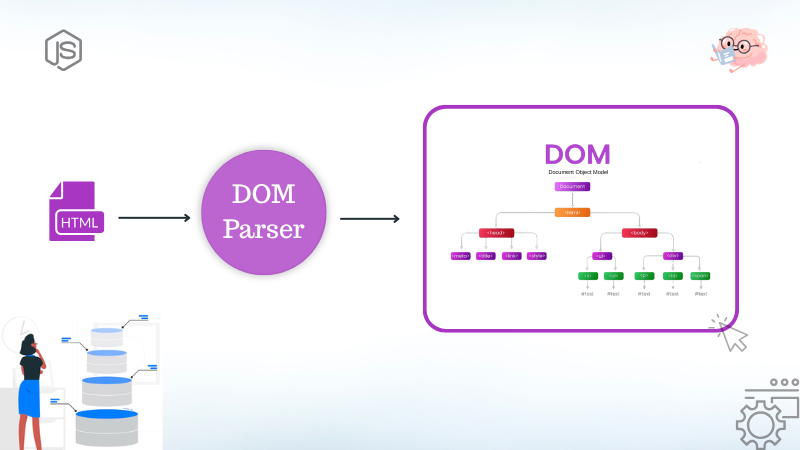 JS
HTML
DOM
Parser
DOM
Document Object Model
Document
<html>
<head>
<body>
<meta> <title> <link> <style>
<ul> <div>
<li> <li> <p> <span>
#text #text #text #text #text